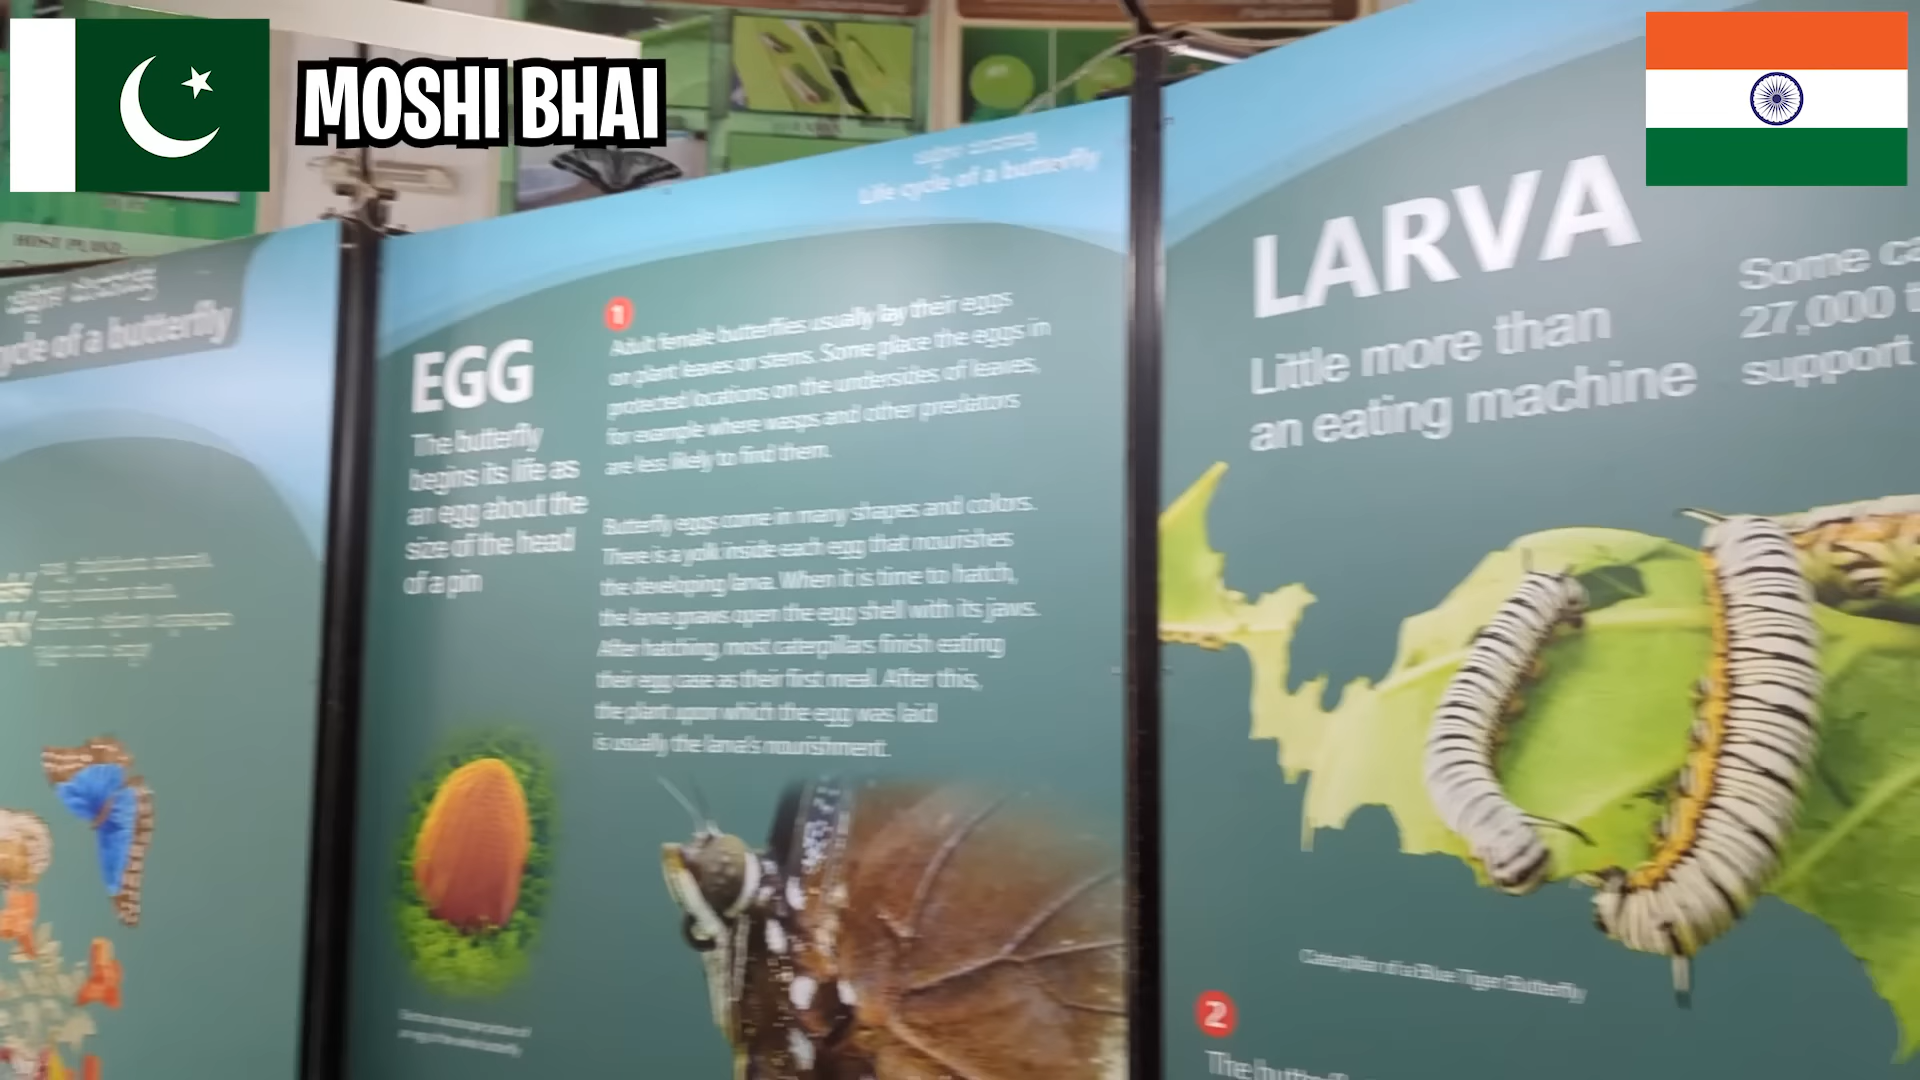 MOSHI BHAI
HOST PLANT
Life cycle of a butterfly
ycle of a butterfly
EGG
The butterfly
begins its life as
an egg about the
size of the head
of a pin
1
Adult female butterflies usually lay their eggs
on plant leaves or stems. Some place the eggs in
protected locations on the undersides of leaves,
for example where wasps and other predators
are less likely to find them.
Butterfly eggs come in many shapes and colors.
There is a yolk inside each egg that nourishes
the developing larva. When it is time to hatch,
the larva gnaws open the egg shell with its jaws.
After hatching, most caterpillars finish eating
their egg case as their first meal. After this,
the plant upon which the egg was laid
is usually the larva's nourishment.
LARVA
Little more than
an eating machine
Some ca
27,000 t
support
Caterpillar of a Blue Tiger Butterfly
2
The butterfl